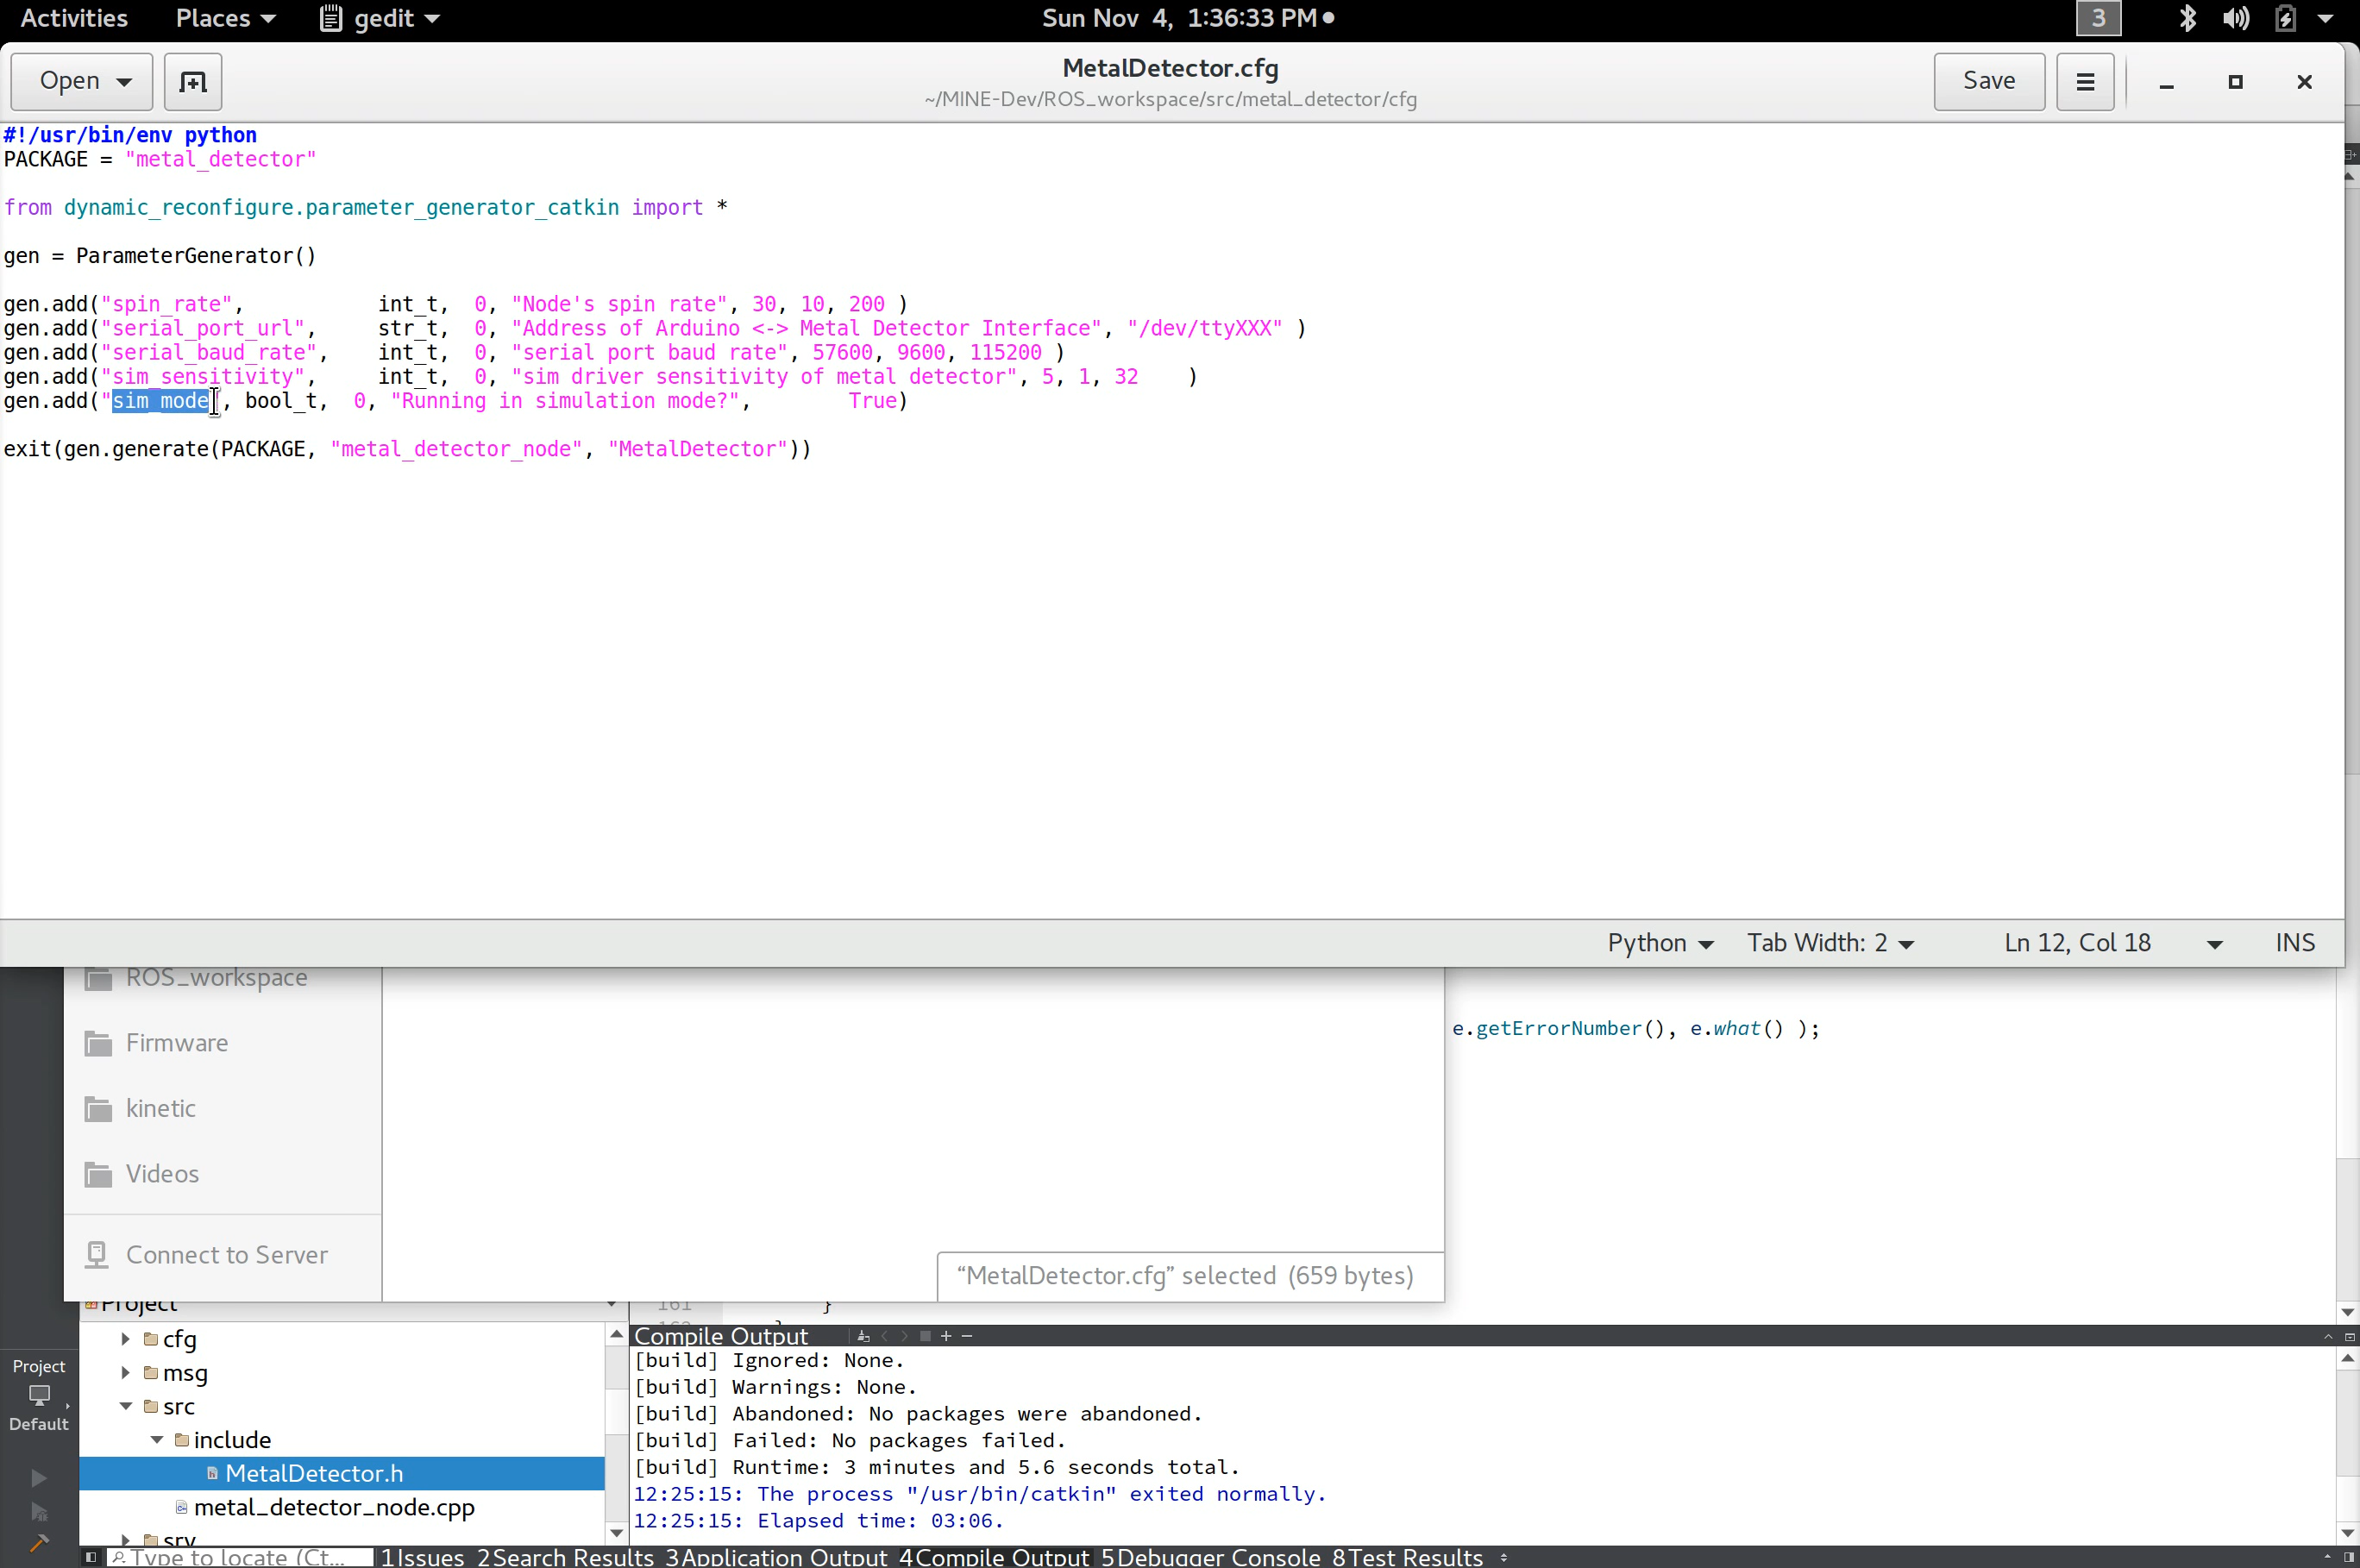 Activities Places gedit Sun Nov 4, 1:36:33 PM 3
Open MetalDetector.cfg Save
~/MINE-Dev/ROS_workspace/src/metal_detector/cfg
#!/usr/bin/env python
PACKAGE = "metal_detector"
from dynamic_reconfigure.parameter_generator_catkin import *
gen = ParameterGenerator()
gen.add("spin_rate", int_t, 0, "Node's spin rate", 30, 10, 200 )
gen.add("serial_port_url", str_t, 0, "Address of Arduino <-> Metal Detector Interface", "/dev/ttyXXX" )
gen.add("serial_baud_rate", int_t, 0, "serial port baud rate", 57600, 9600, 115200 )
gen.add("sim_sensitivity", int_t, 0, "sim driver sensitivity of metal detector", 5, 1, 32 )
gen.add("sim_mode", bool_t, 0, "Running in simulation mode?", True)
exit(gen.generate(PACKAGE, "metal_detector_node", "MetalDetector"))
Python Tab Width: 2 Ln 12, Col 18 INS
ROS_workspace
e.getErrorNumber(), e.what() );
Firmware
kinetic
Videos
Connect to Server
“MetalDetector.cfg” selected (659 bytes)
Project
161 }
cfg
msg
src
include
MetalDetector.h
metal_detector_node.cpp
srv
Project
Default
Compile Output
[build] Ignored: None.
[build] Warnings: None.
[build] Abandoned: No packages were abandoned.
[build] Failed: No packages failed.
[build] Runtime: 3 minutes and 5.6 seconds total.
12:25:15: The process "/usr/bin/catkin" exited normally.
12:25:15: Elapsed time: 03:06.
Type to locate (Ct... 1 Issues 2 Search Results 3 Application Output 4 Compile Output 5 Debugger Console 8 Test Results